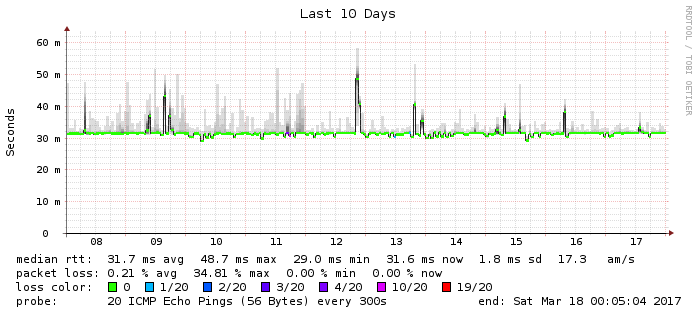 Last 10 Days
RRDTOOL / TOBI OETIKER
Seconds
60 m
50 m
40 m
30 m
20 m
10 m
0
08 09 10 11 12 13 14 15 16 17
median rtt: 31.7 ms avg 48.7 ms max 29.0 ms min 31.6 ms now 1.8 ms sd 17.3 am/s
packet loss: 0.21 % avg 34.81 % max 0.00 % min 0.00 % now
loss color: 0 1/20 2/20 3/20 4/20 10/20 19/20
probe: 20 ICMP Echo Pings (56 Bytes) every 300s end: Sat Mar 18 00:05:04 2017